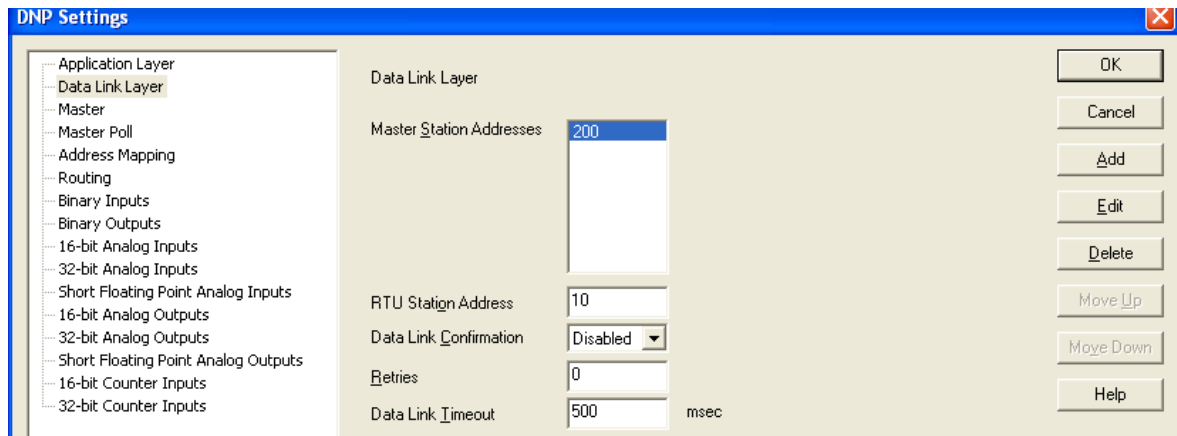 DNP Settings
Application Layer
Data Link Layer
Master
Master Poll
Address Mapping
Routing
Binary Inputs
Binary Outputs
16-bit Analog Inputs
32-bit Analog Inputs
Short Floating Point Analog Inputs
16-bit Analog Outputs
32-bit Analog Outputs
Short Floating Point Analog Outputs
16-bit Counter Inputs
32-bit Counter Inputs
Data Link Layer
Master Station Addresses 200
RTU Station Address 10
Data Link Confirmation Disabled
Retries 0
Data Link Timeout 500 msec
OK
Cancel
Add
Edit
Delete
Move Up
Move Down
Help